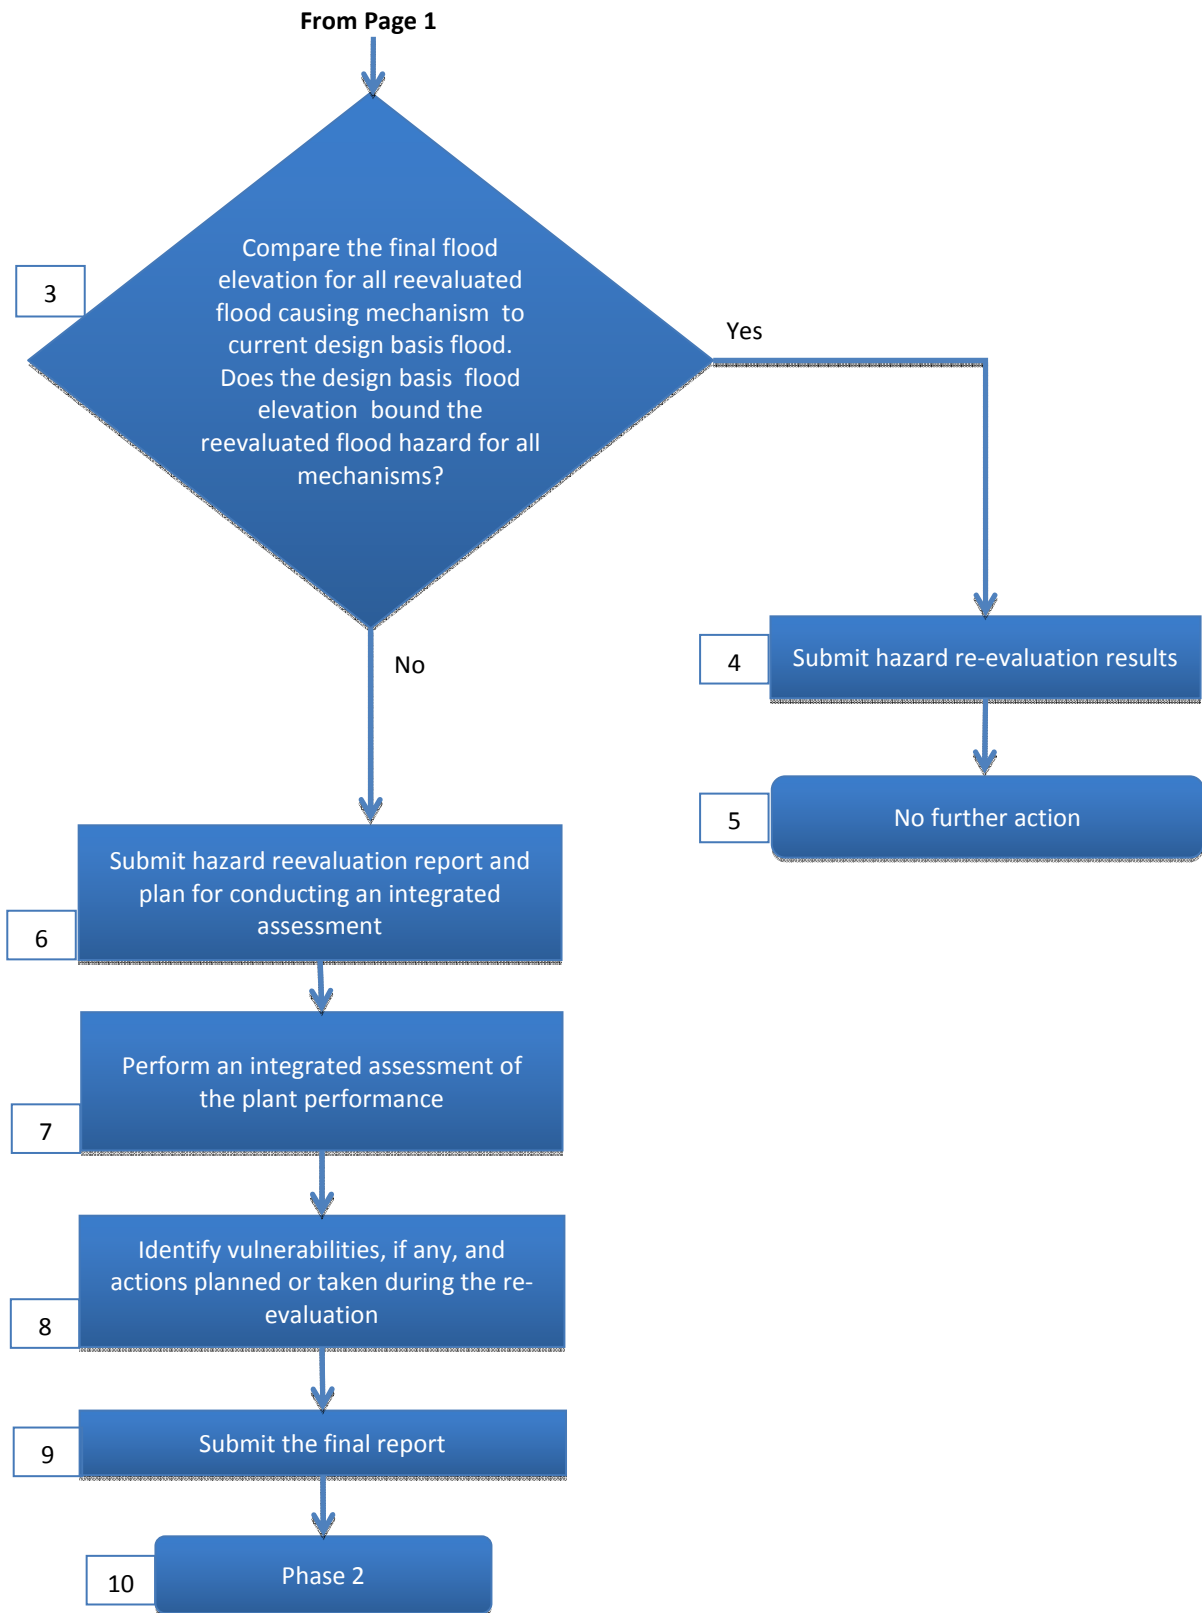 From Page 1
3
Compare the final flood
elevation for all reevaluated
flood causing mechanism to
current design basis flood.
Does the design basis flood
elevation bound the
reevaluated flood hazard for all
mechanisms?
Yes
No
4
Submit hazard re-evaluation results
5
No further action
6
Submit hazard reevaluation report and
plan for conducting an integrated
assessment
7
Perform an integrated assessment of
the plant performance
8
Identify vulnerabilities, if any, and
actions planned or taken during the re-
evaluation
9
Submit the final report
10
Phase 2